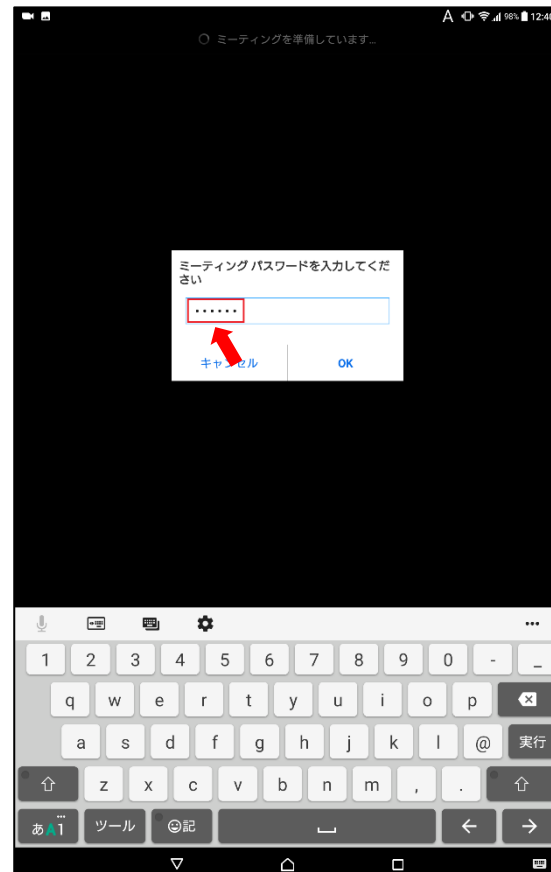 A 98% 12:40
ミーティングを準備しています...
ミーティング パスワードを入力してくだ
さい
••••••
キャンセル OK
1 2 3 4 5 6 7 8 9 0 - _
q w e r t y u i o p
a s d f g h j k l @ 実行
z x c v b n m , .
あA1 ツール 記